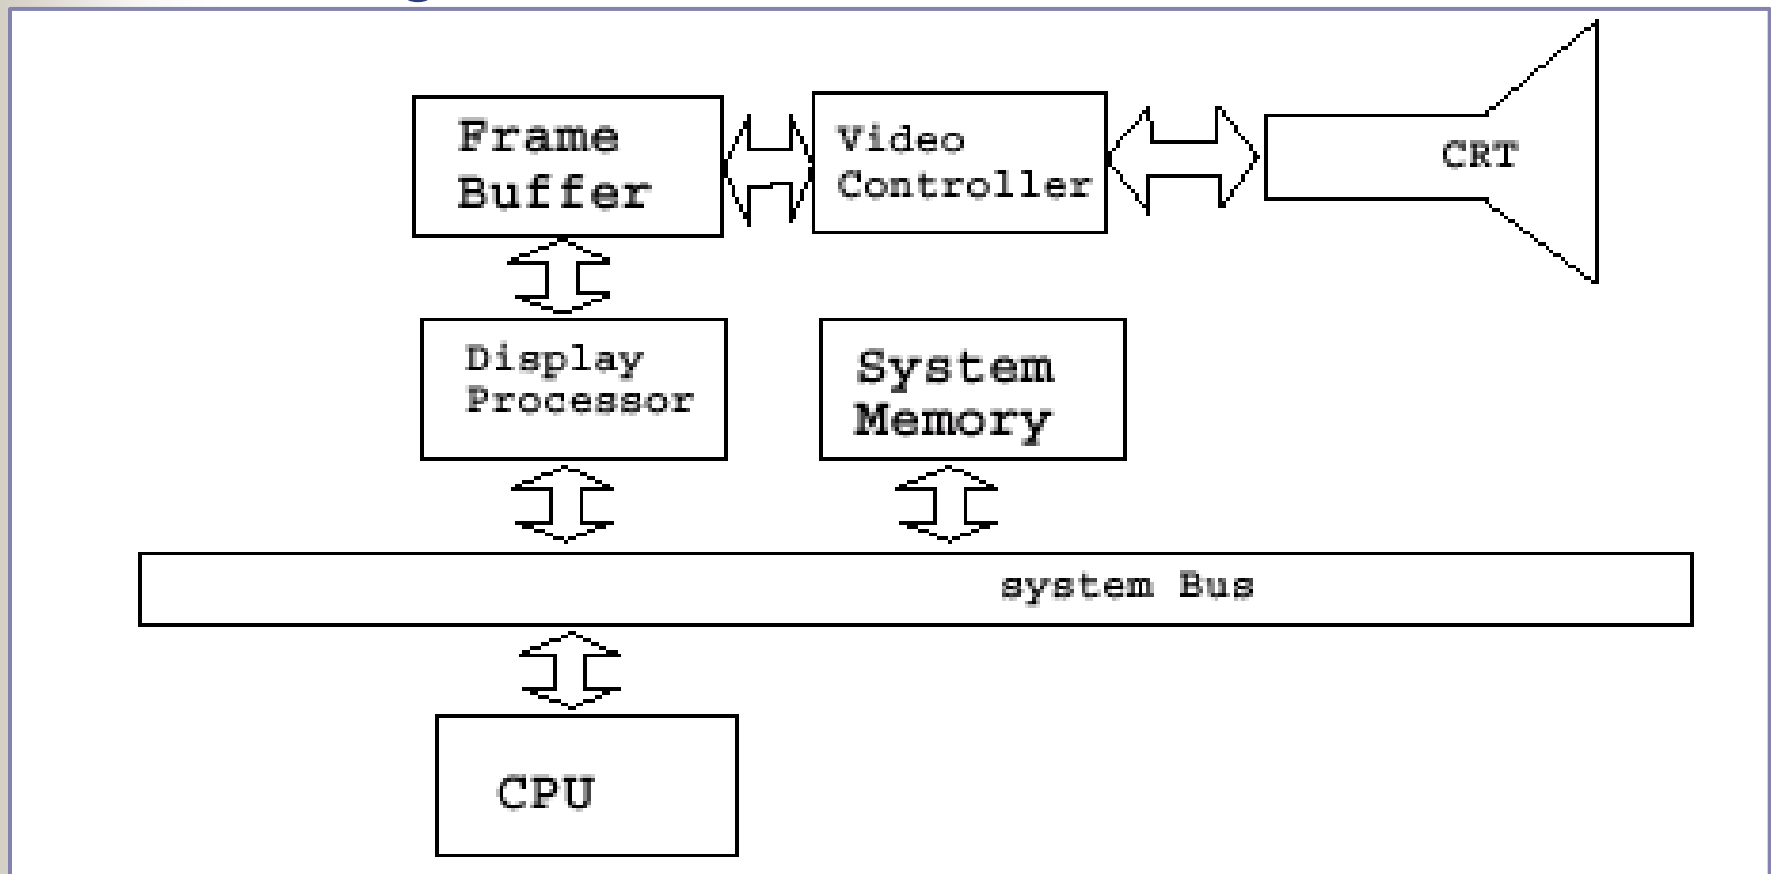 Frame
Buffer
Video
Controller
CRT
Display
Processor
System
Memory
system Bus
CPU